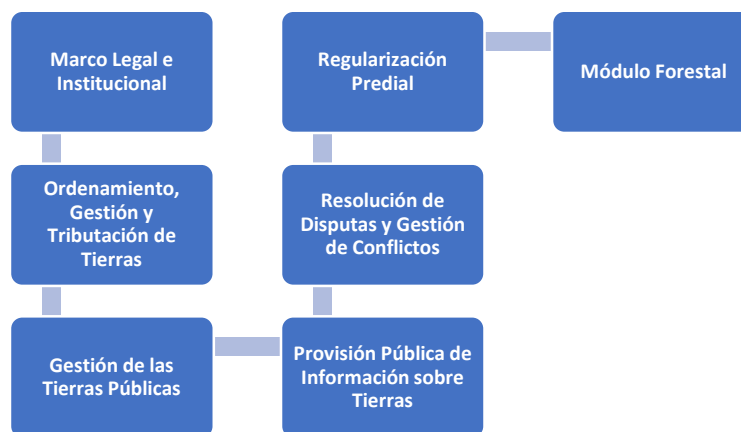 Marco Legal e
Institucional
Ordenamiento,
Gestión y
Tributación de
Tierras
Gestión de las
Tierras Públicas
Provisión Pública de
Información sobre
Tierras
Resolución de
Disputas y Gestión
de Conflictos
Regularización
Predial
Módulo Forestal